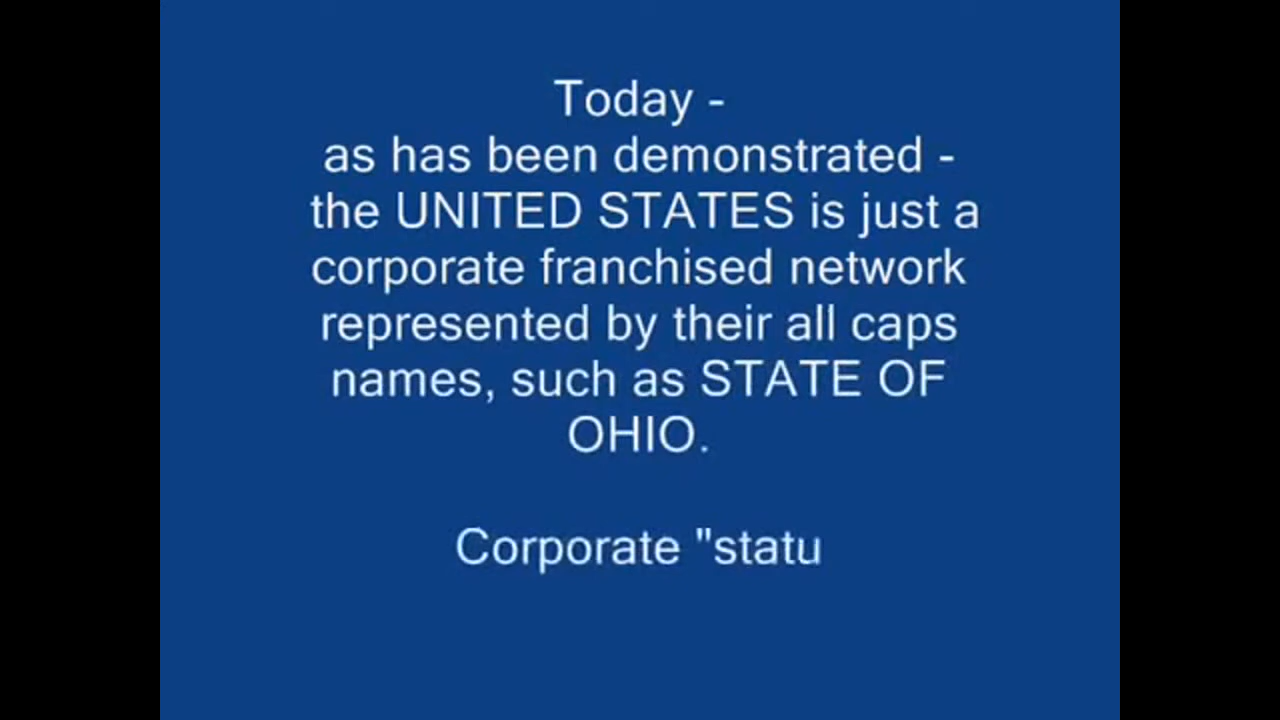 Today -
as has been demonstrated -
the UNITED STATES is just a
corporate franchised network
represented by their all caps
names, such as STATE OF
OHIO.
Corporate "statu